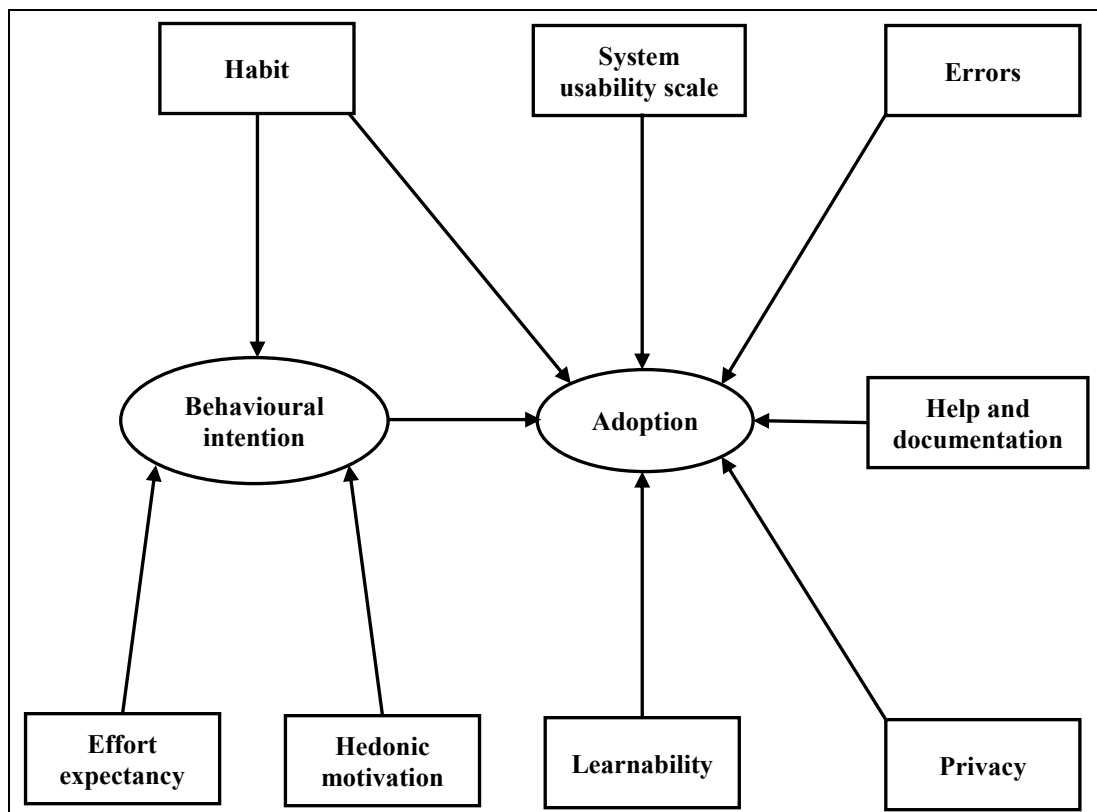 Habit
System
usability scale
Errors
Behavioural
intention
Adoption
Help and
documentation
Effort
expectancy
Hedonic
motivation
Learnability
Privacy